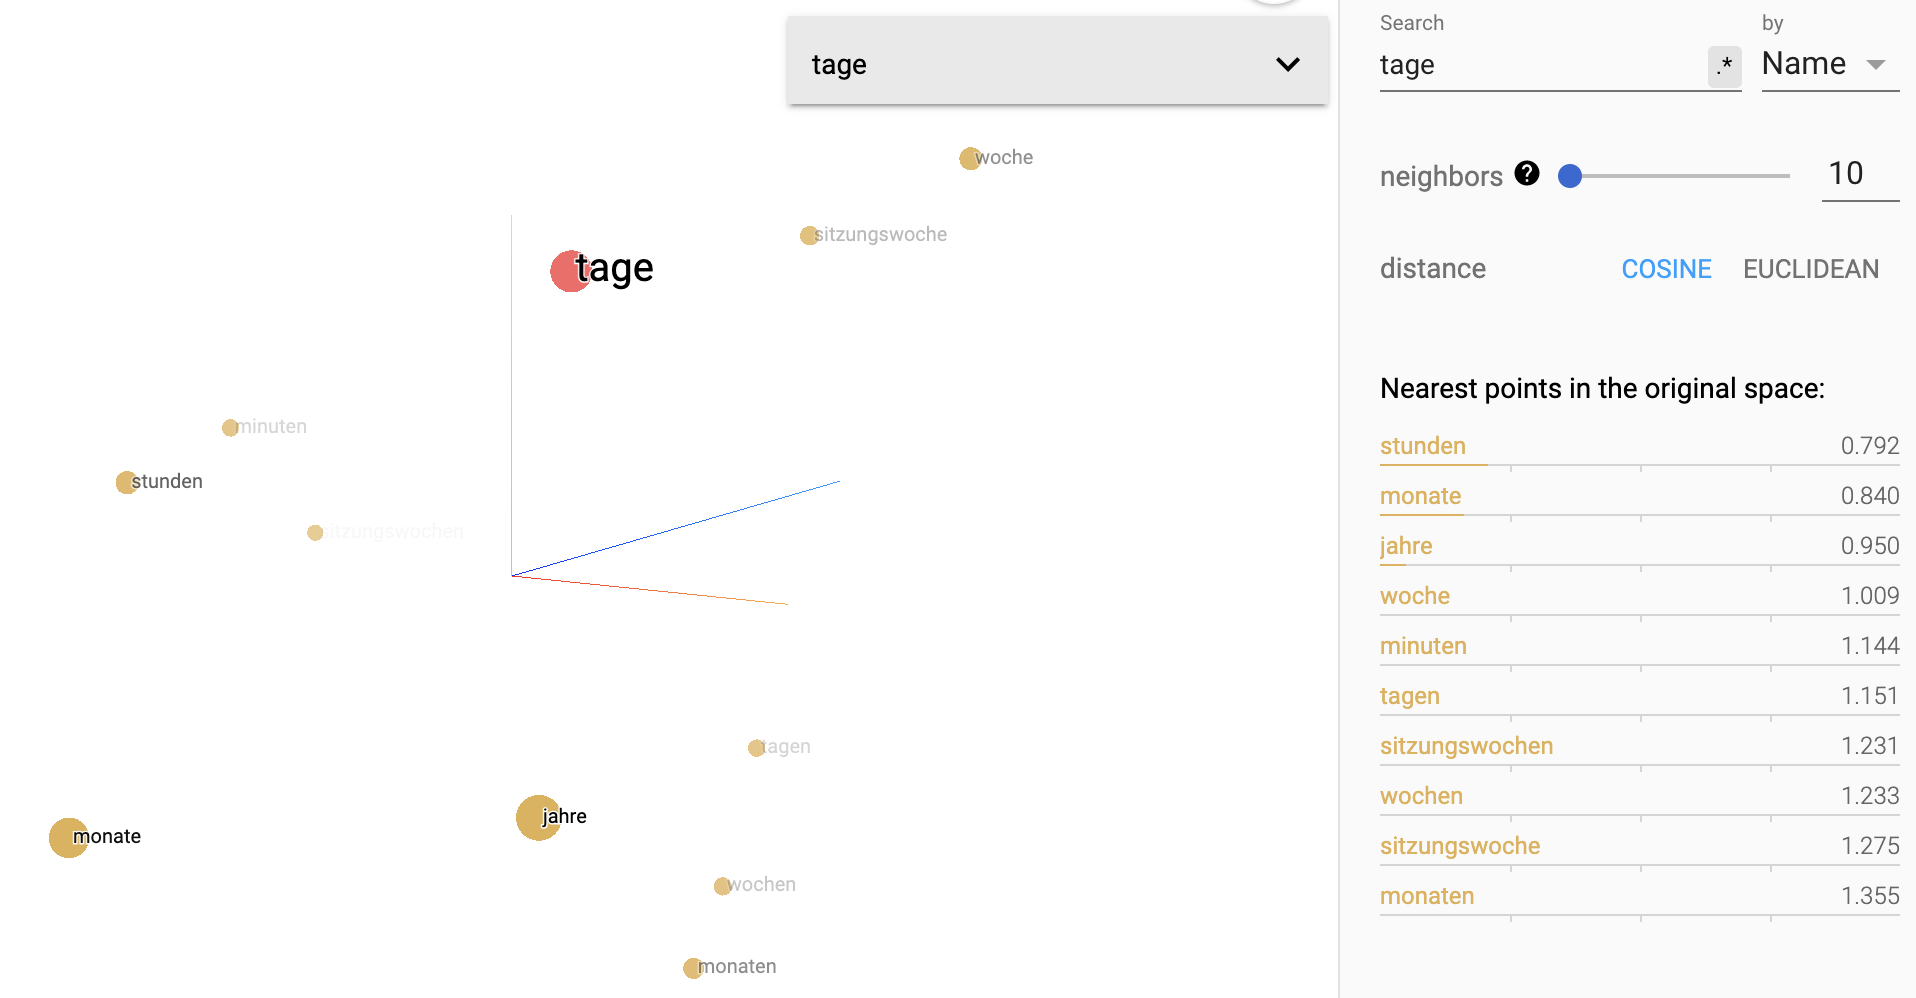 tage
woche
sitzungswoche
tage
minuten
stunden
sitzungswochen
tagen
jahre
monate
wochen
monaten
Search
by
tage
.*
Name
neighbors ?
10
distance
COSINE
EUCLIDEAN
Nearest points in the original space:
stunden 0.792
monate 0.840
jahre 0.950
woche 1.009
minuten 1.144
tagen 1.151
sitzungswochen 1.231
wochen 1.233
sitzungswoche 1.275
monaten 1.355